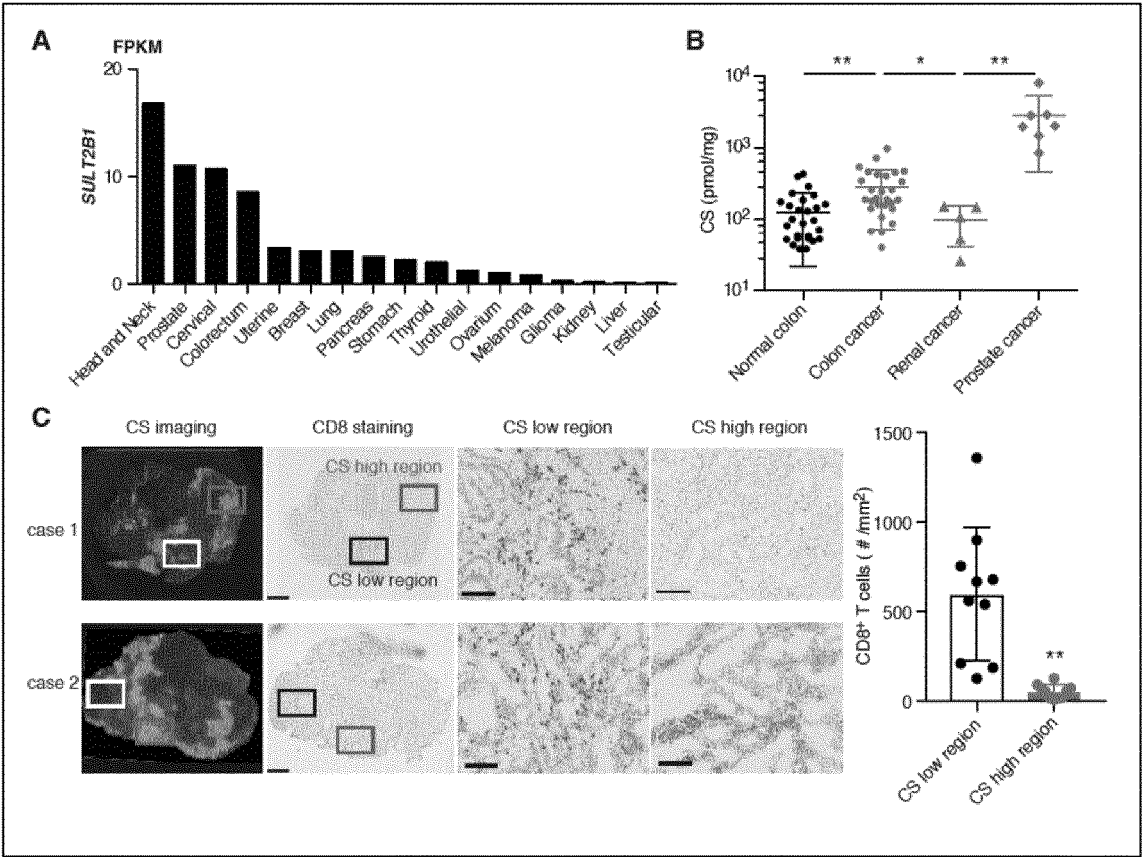 A
FPKM
20
10
0
SULT2B1
Head and Neck
Prostate
Cervical
Colorectum
Uterine
Breast
Lung
Pancreas
Stomach
Thyroid
Urothelial
Ovarium
Melanoma
Glioma
Kidney
Liver
Testicular
B
** * **
10⁴
10³
10²
10¹
CS (pmol/mg)
Normal colon
Colon cancer
Renal cancer
Prostate cancer
C
CS imaging CD8 staining CS low region CS high region
case 1
CS high region
CS low region
case 2
1500
1000
500
0
CD8⁺ T cells ( # /mm²)
**
CS low region
CS high region